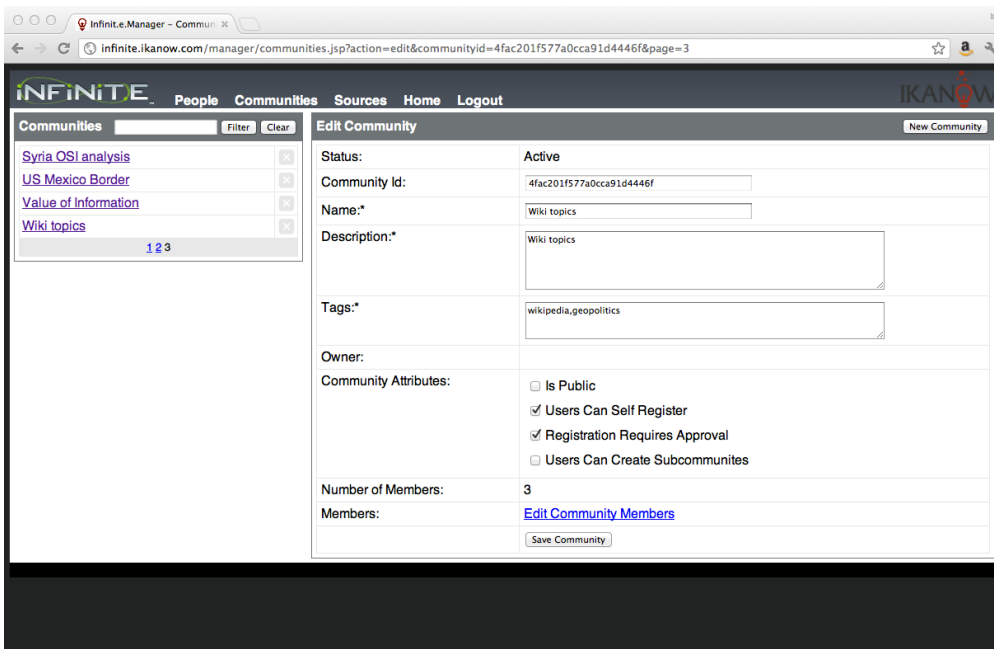 Infinit.e.Manager - Communi
infinite.ikanow.com/manager/communities.jsp?action=edit&communityid=4fac201f577a0cca91d4446f&page=3
iNFiNiT.E
People Communities Sources Home Logout
IKANOW
Communities Filter Clear
Edit Community New Community
Syria OSI analysis
US Mexico Border
Value of Information
Wiki topics
1 2 3
Status: Active
Community Id: 4fac201f577a0cca91d4446f
Name:* Wiki topics
Description:* Wiki topics
Tags:* wikipedia,geopolitics
Owner:
Community Attributes:
Is Public
Users Can Self Register
Registration Requires Approval
Users Can Create Subcommunites
Number of Members: 3
Members: Edit Community Members
Save Community